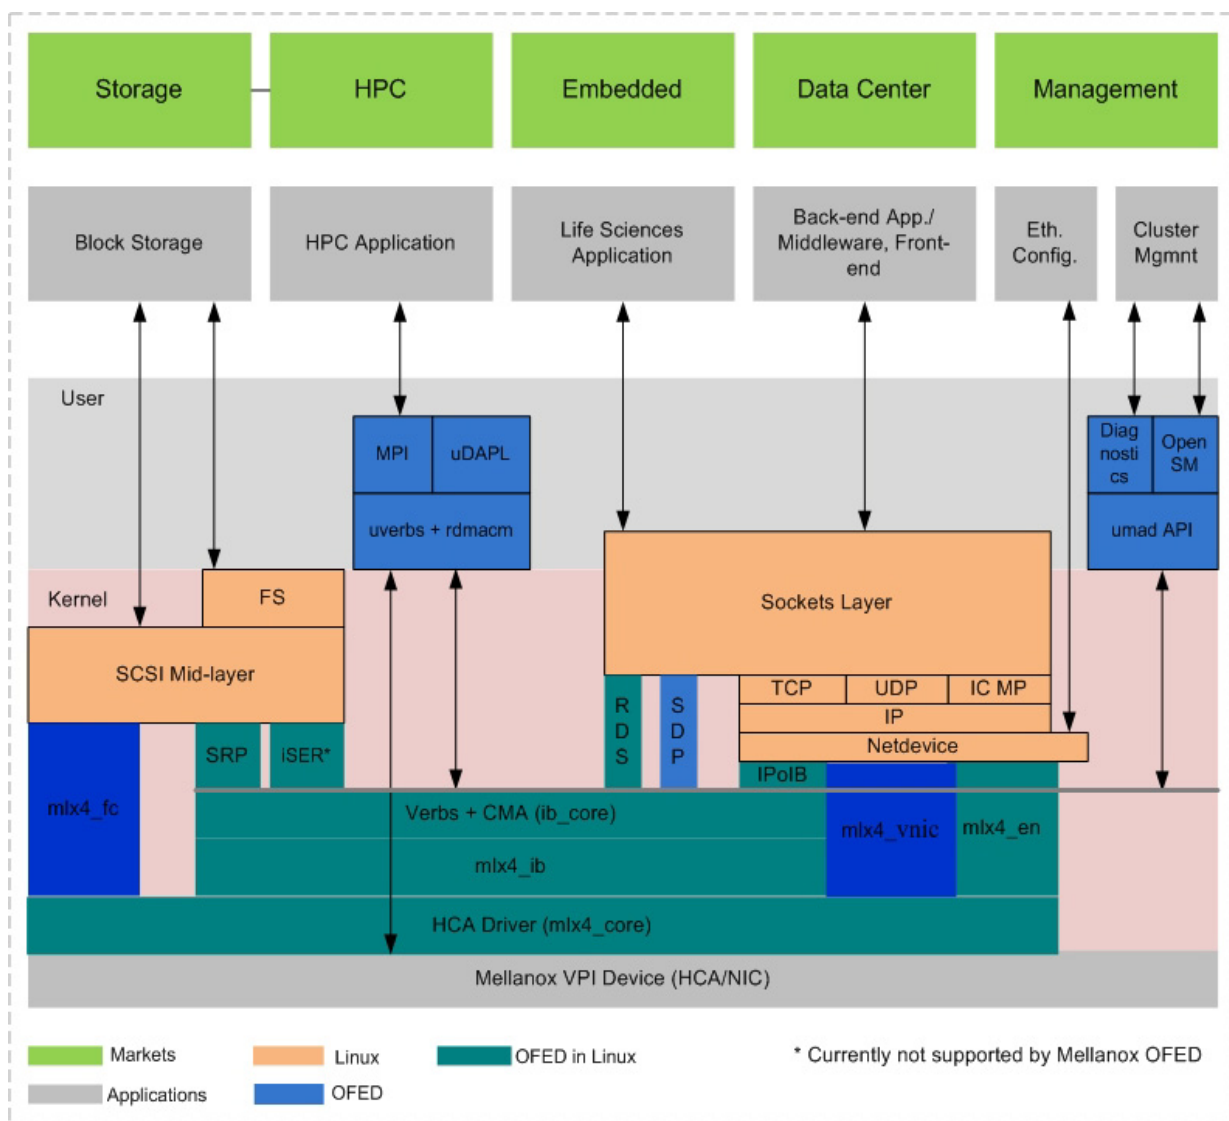 Storage
HPC
Embedded
Data Center
Management
Block Storage
HPC Application
Life Sciences
Application
Back-end App./
Middleware, Front-
end
Eth.
Config.
Cluster
Mgmnt
User
MPI
uDAPL
uverbs + rdmacm
Diag
nosti
cs
Open
SM
umad API
Kernel
FS
SCSI Mid-layer
Sockets Layer
R
D
S
S
D
P
TCP
UDP
IC MP
IP
Netdevice
SRP
iSER*
IPoIB
mlx4_fc
Verbs + CMA (ib_core)
mlx4_vnic
mlx4_en
mlx4_ib
HCA Driver (mlx4_core)
Mellanox VPI Device (HCA/NIC)
Markets
Linux
OFED in Linux
* Currently not supported by Mellanox OFED
Applications
OFED